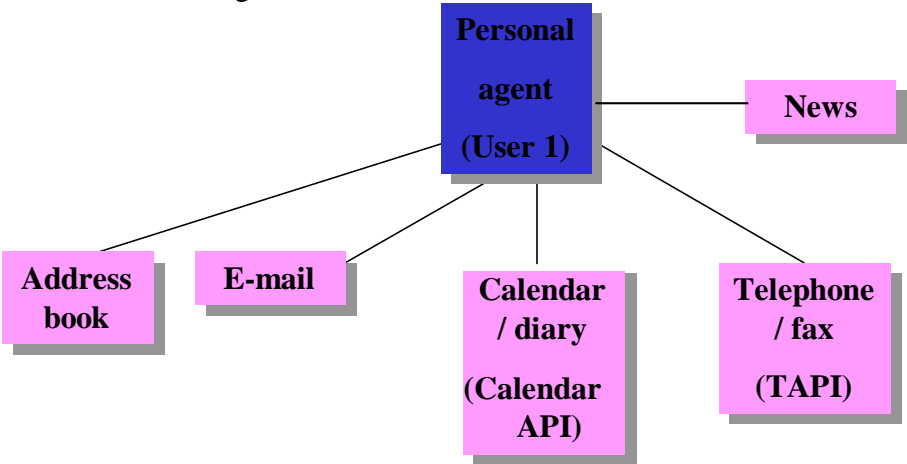 Personal
agent
(User 1)
News
Address
book
E-mail
Calendar
/ diary
(Calendar
API)
Telephone
/ fax
(TAPI)